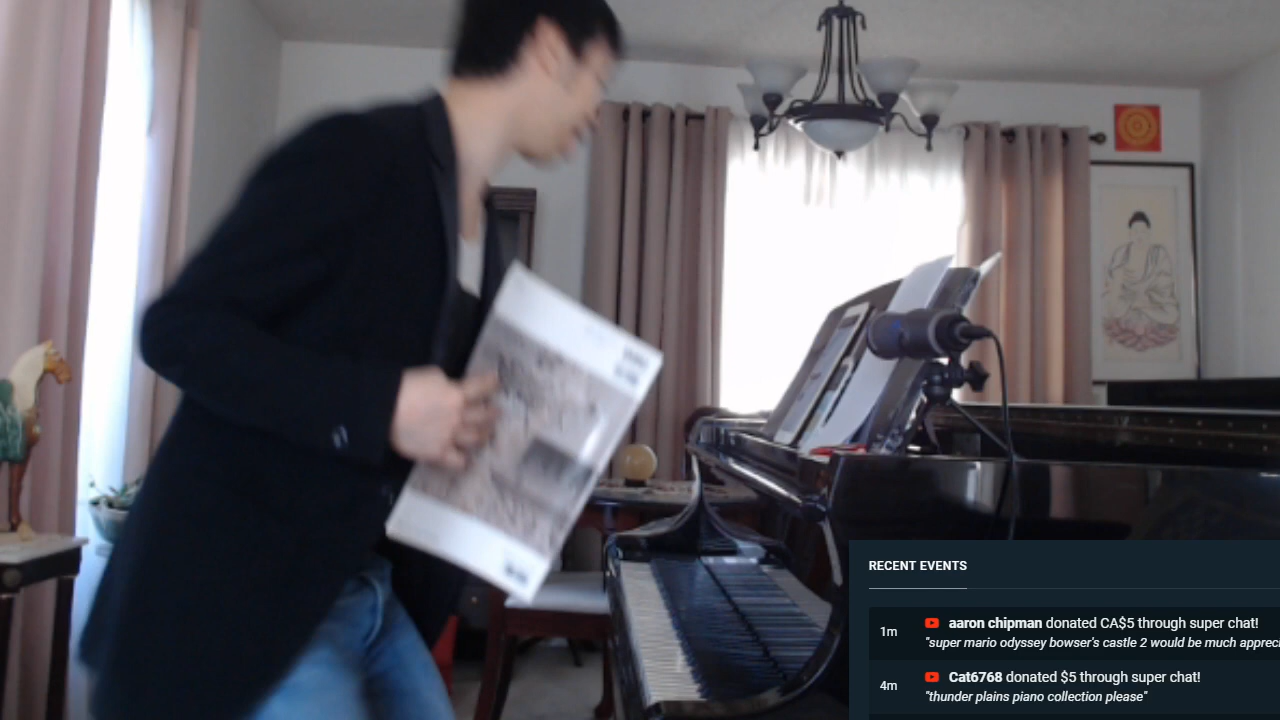 RECENT EVENTS
1m
aaron chipman donated CA$5 through super chat!
"super mario odyssey bowser's castle 2 would be much
4m
Cat6768 donated $5 through super chat!
"thunder plains piano collection please"